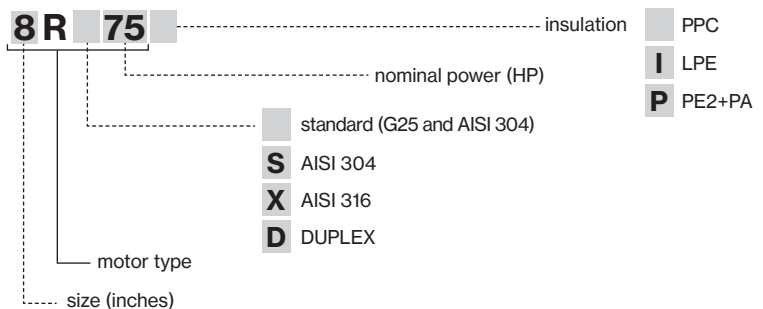 8 R 75
insulation
PPC
I LPE
P PE2+PA
nominal power (HP)
standard (G25 and AISI 304)
S AISI 304
X AISI 316
D DUPLEX
motor type
size (inches)